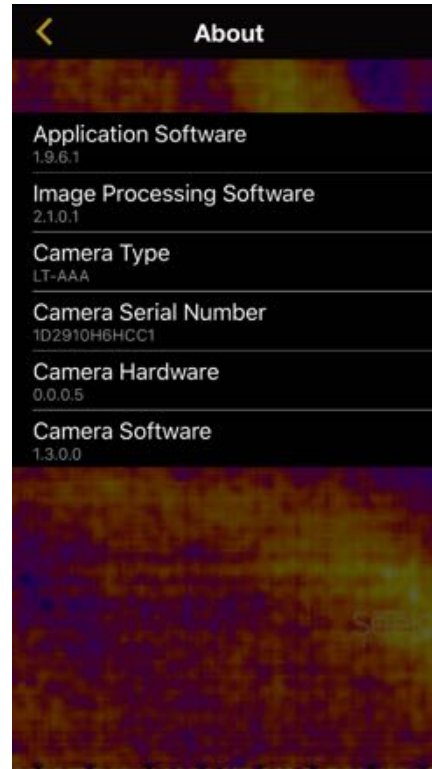 About
Application Software
1.9.6.1
Image Processing Software
2.1.0.1
Camera Type
LT-AAA
Camera Serial Number
1D2910H6HCC1
Camera Hardware
0.0.0.5
Camera Software
1.3.0.0